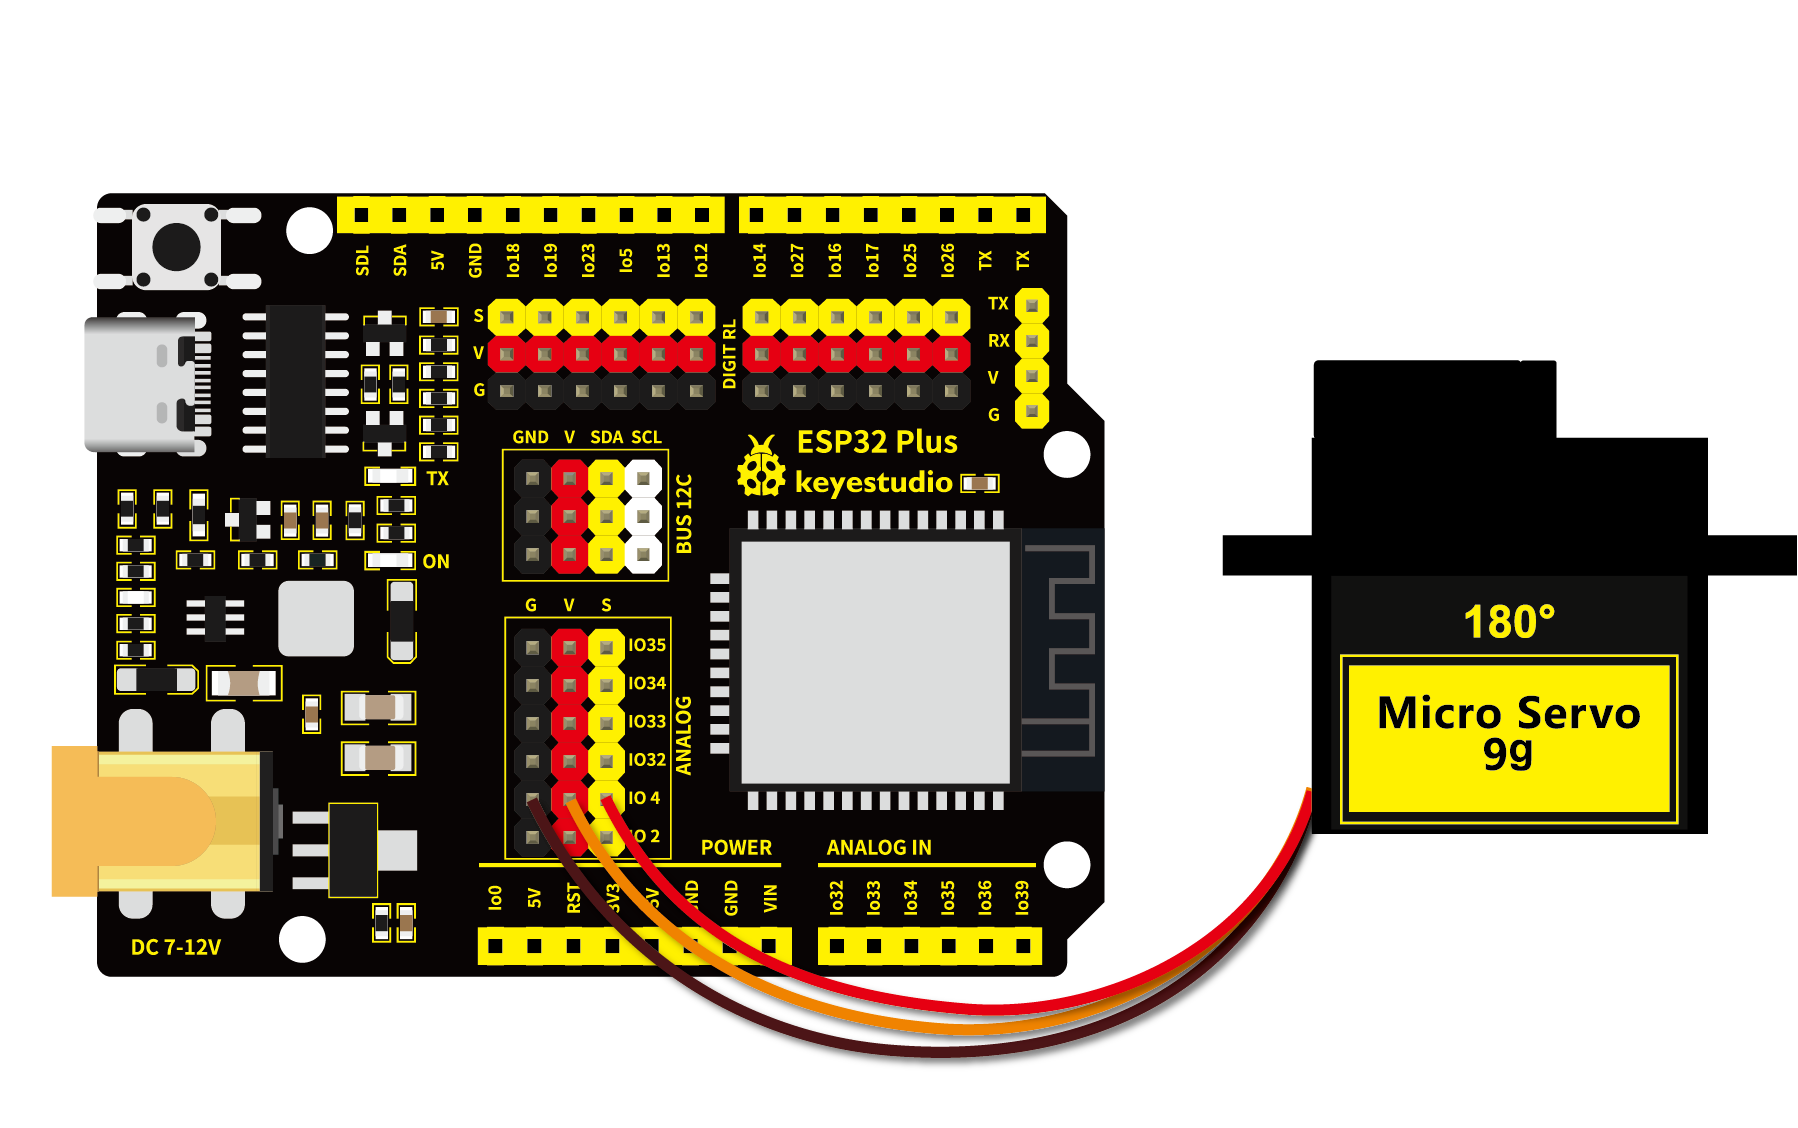 SDL SDA 5V GND Io18 Io19 Io23 Io5 Io13 Io12 Io14 Io27 Io16 Io17 Io25 Io26 TX TX
S
V
G
DIGIT RL
TX
RX
V
G
GND V SDA SCL
BUS 12C
ESP32 Plus
keyestudio
TX
ON
G V S
IO35
IO34
IO33
IO32
IO 4
IO 2
ANALOG
180°
Micro Servo
9g
POWER
ANALOG IN
Io0 5V RST 3V3 5V GND GND VIN Io32 Io33 Io34 Io35 Io36 Io39
DC 7-12V